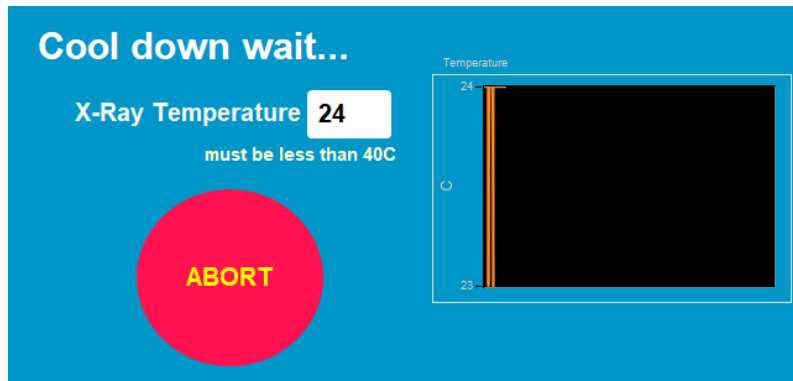 Cool down wait...
X-Ray Temperature 24
must be less than 40C
ABORT
Temperature
24
C
23